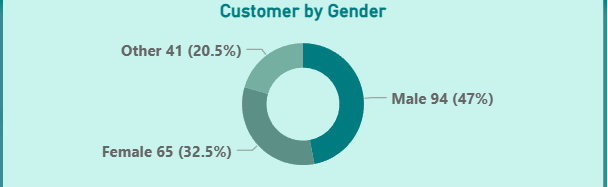 Customer by Gender
Other 41 (20.5%)
Male 94 (47%)
Female 65 (32.5%)